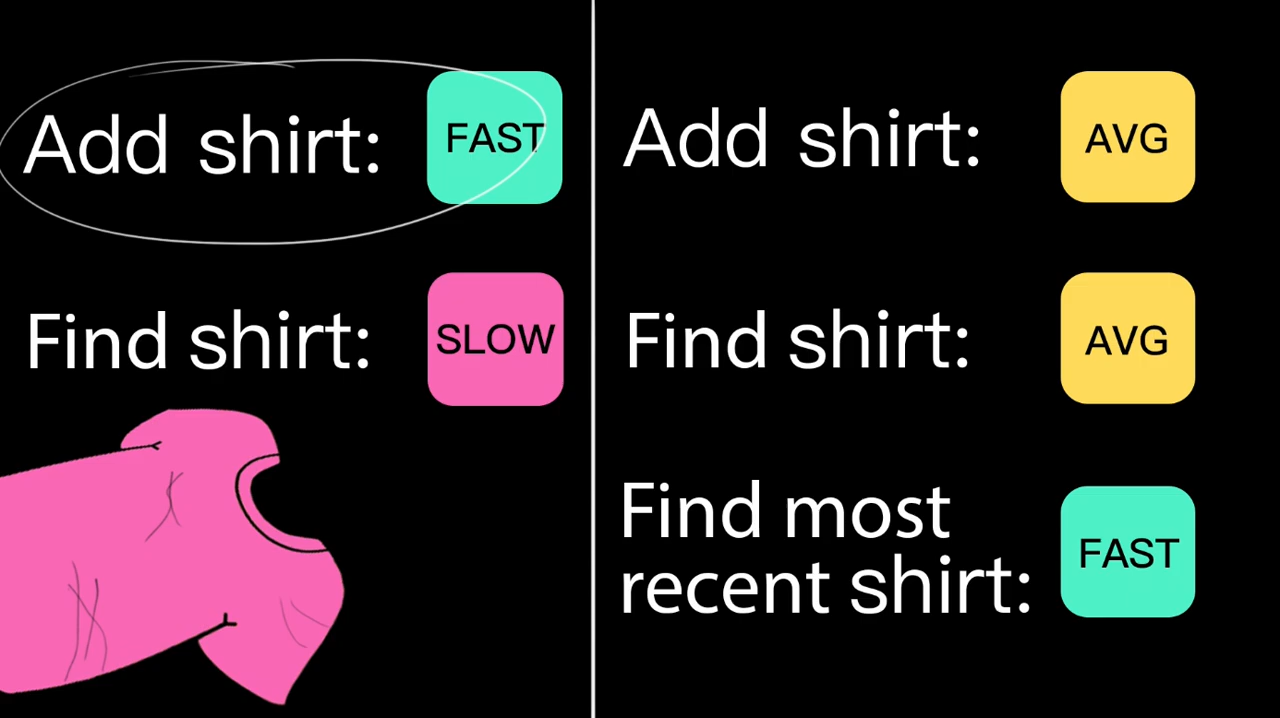 Add shirt: FAST
Find shirt: SLOW
Add shirt: AVG
Find shirt: AVG
Find most
recent shirt: FAST